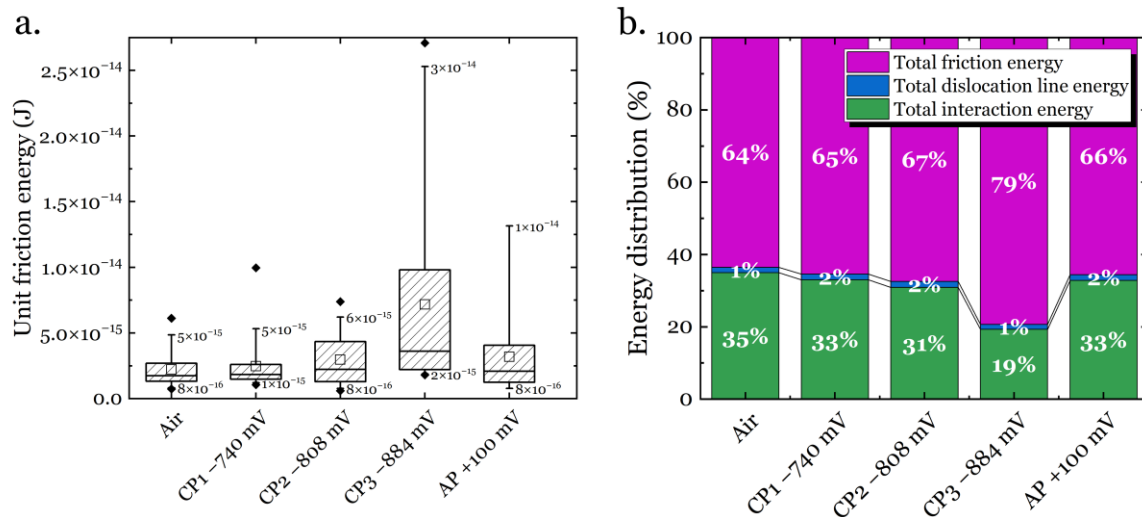 a.
Unit friction energy (J)
2.5×10⁻¹⁴
2.0×10⁻¹⁴
1.5×10⁻¹⁴
1.0×10⁻¹⁴
5.0×10⁻¹⁵
0.0
5×10⁻¹⁵
8×10⁻¹⁶
5×10⁻¹⁵
1×10⁻¹⁵
6×10⁻¹⁵
8×10⁻¹⁶
3×10⁻¹⁴
2×10⁻¹⁵
1×10⁻¹⁴
8×10⁻¹⁶
Air
CP1 −740 mV
CP2 −808 mV
CP3 −884 mV
AP +100 mV
b.
Energy distribution (%)
100
80
60
40
20
0
Total friction energy
Total dislocation line energy
Total interaction energy
64%
65%
67%
79%
66%
1%
2%
2%
1%
2%
35%
33%
31%
19%
33%
Air
CP1 −740 mV
CP2 −808 mV
CP3 −884 mV
AP +100 mV